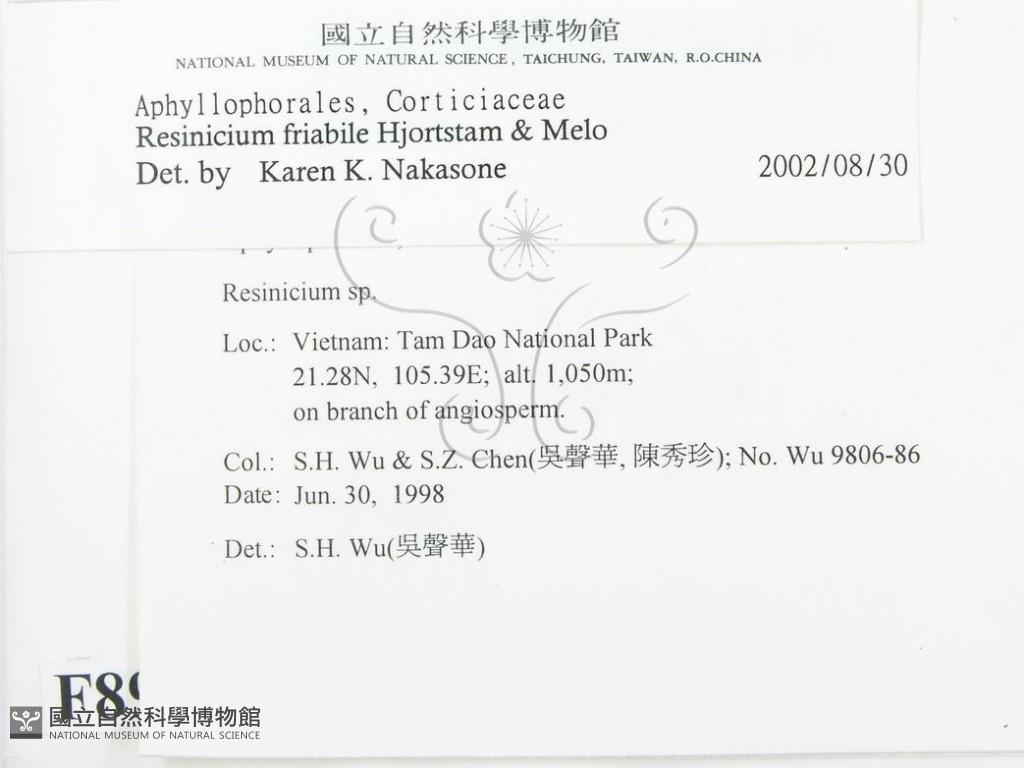 國立自然科學博物館
NATIONAL MUSEUM OF NATURAL SCIENCE, TAICHUNG, TAIWAN, R.O.CHINA
Aphyllophorales, Corticiaceae
Resinicium friabile Hjortstam & Melo
Det. by Karen K. Nakasone 2002/08/30
Resinicium sp.
Loc.: Vietnam: Tam Dao National Park
21.28N, 105.39E; alt. 1,050m;
on branch of angiosperm.
Col.: S.H. Wu & S.Z. Chen(吳聲華, 陳秀珍); No. Wu 9806-86
Date: Jun. 30, 1998
Det.: S.H. Wu(吳聲華)
國立自然科學博物館
NATIONAL MUSEUM OF NATURAL SCIENCE